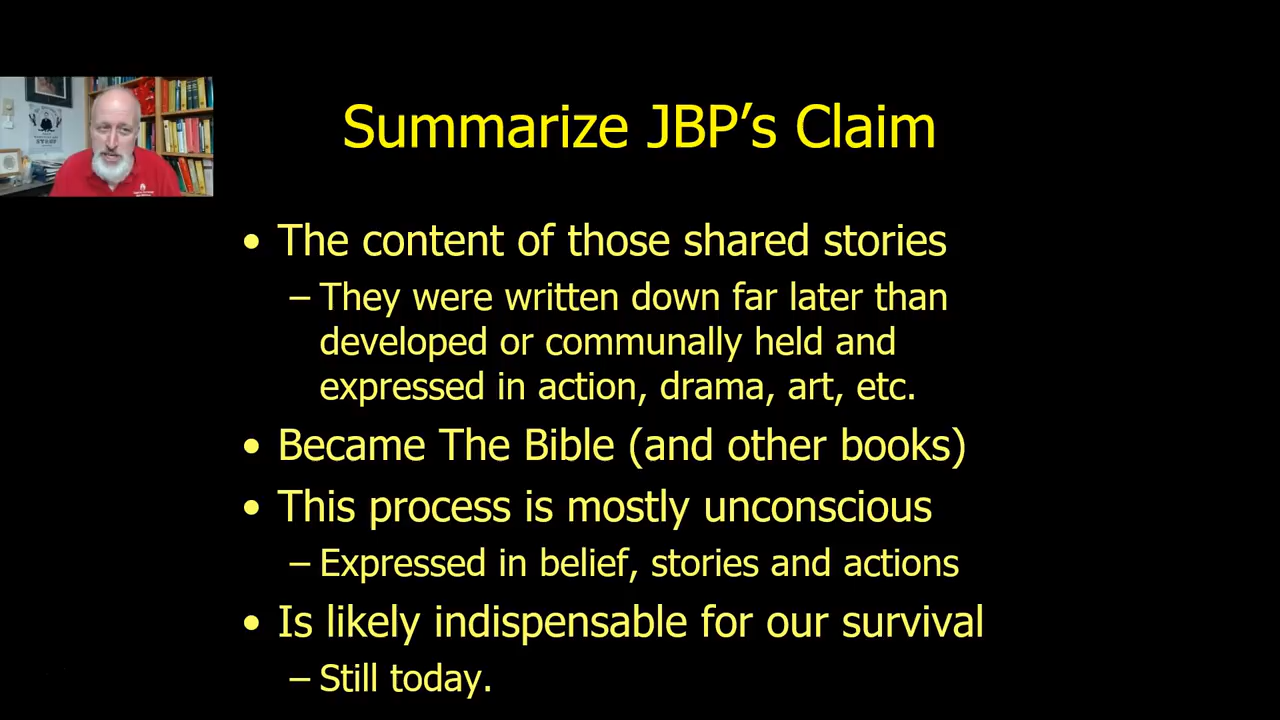 Summarize JBP's Claim
• The content of those shared stories
– They were written down far later than
developed or communally held and
expressed in action, drama, art, etc.
• Became The Bible (and other books)
• This process is mostly unconscious
– Expressed in belief, stories and actions
• Is likely indispensable for our survival
– Still today.